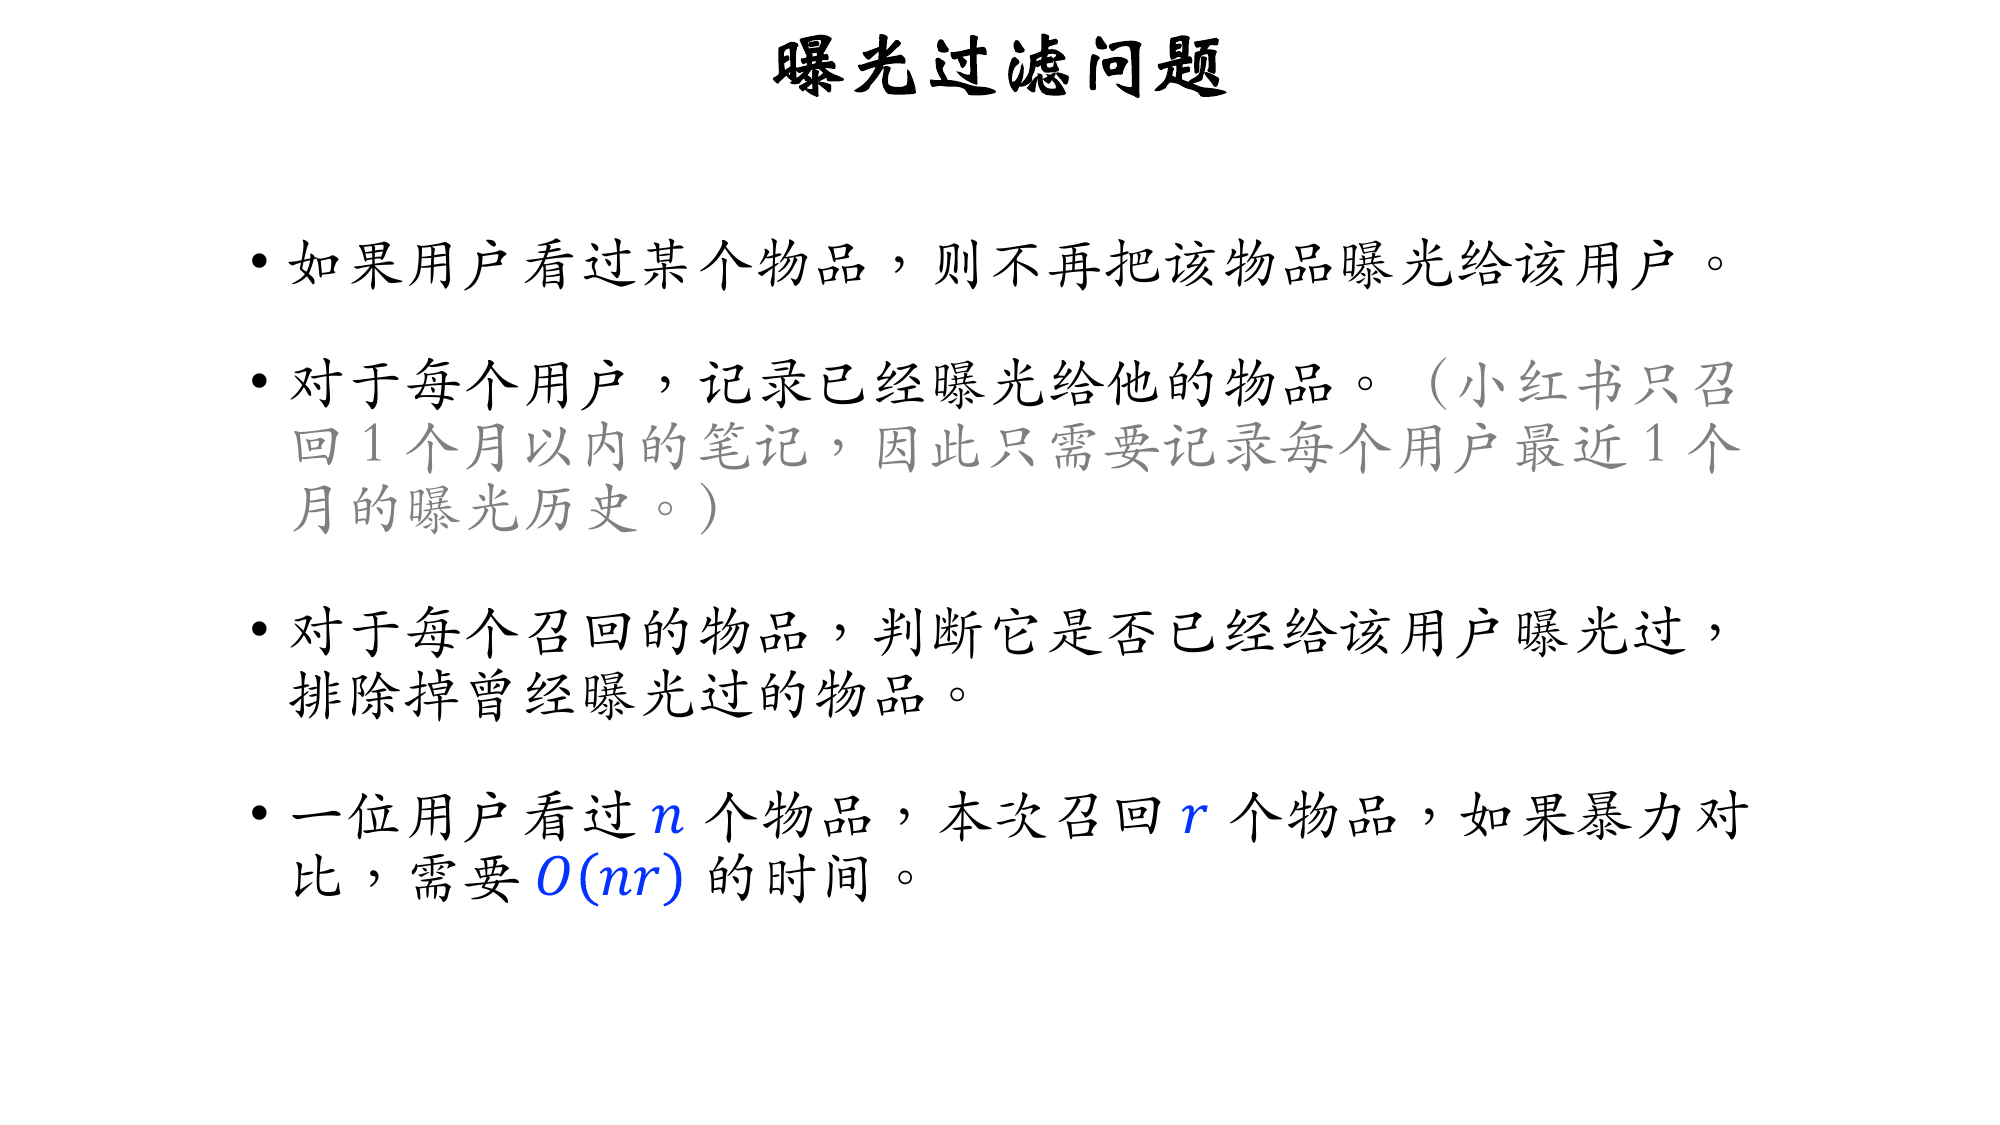 曝光过滤问题
• 如果用户看过某个物品，则不再把该物品曝光给该用户。
• 对于每个用户，记录已经曝光给他的物品。（小红书只召
回 1 个月以内的笔记，因此只需要记录每个用户最近 1 个
月的曝光历史。）
• 对于每个召回的物品，判断它是否已经给该用户曝光过，
排除掉曾经曝光过的物品。
• 一位用户看过 n 个物品，本次召回 r 个物品，如果暴力对
比，需要 O(nr) 的时间。